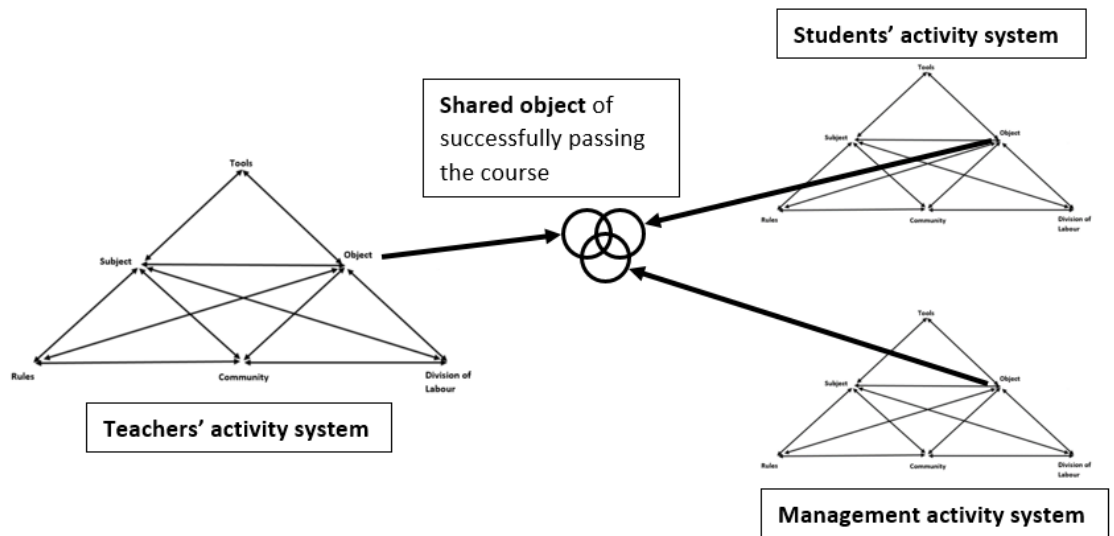 Students’ activity system
Tools
Subject
Object
Rules
Community
Division of
Labour
Shared object of
successfully passing
the course
Tools
Subject
Object
Rules
Community
Division of
Labour
Teachers’ activity system
Tools
Subject
Object
Rules
Community
Division of
Labour
Management activity system